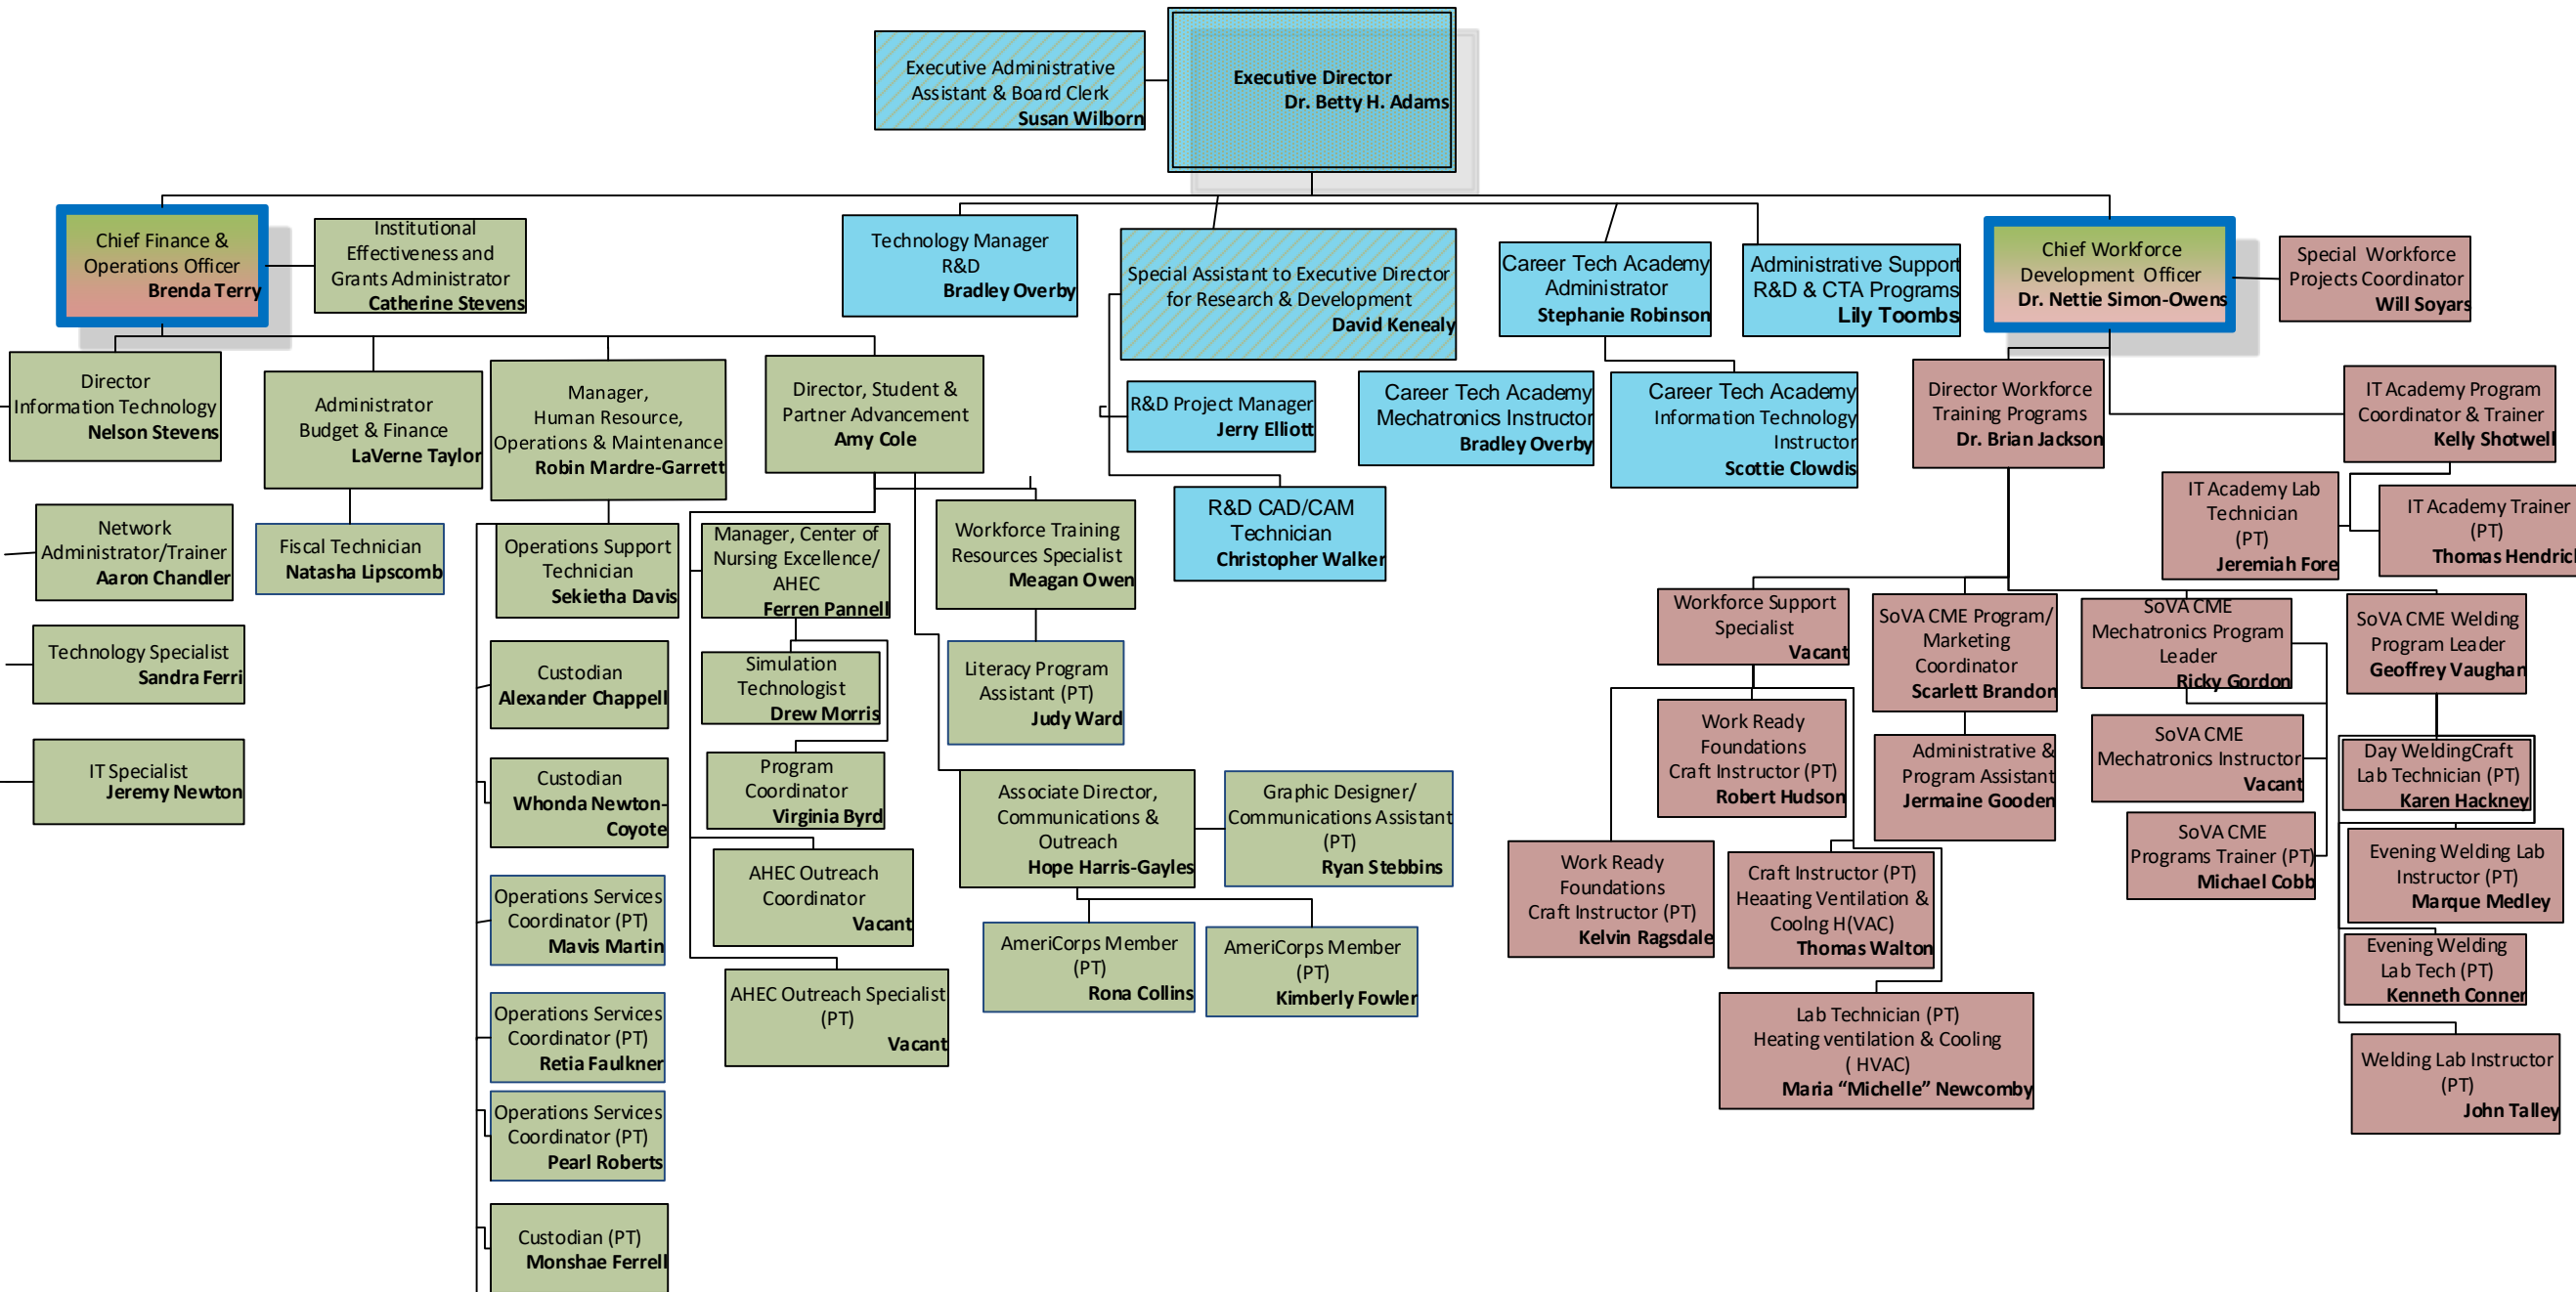 Executive Administrative
Assistant & Board Clerk
Susan Wilborn
Executive Director
Dr. Betty H. Adams
Chief Finance &
Operations Officer
Brenda Terry
Institutional
Effectiveness and
Grants Administrator
Catherine Stevens
Technology Manager
R&D
Bradley Overby
Special Assistant to Executive Director
for Research & Development
David Kenealy
Career Tech Academy
Administrator
Stephanie Robinson
Administrative Support
R&D & CTA Programs
Lily Toombs
Chief Workforce
Development Officer
Dr. Nettie Simon-Owens
Special Workforce
Projects Coordinator
Will Soyars
Director
Information Technology
Nelson Stevens
Administrator
Budget & Finance
LaVerne Taylor
Manager,
Human Resource,
Operations & Maintenance
Robin Mardre-Garrett
Director, Student &
Partner Advancement
Amy Cole
R&D Project Manager
Jerry Elliott
Career Tech Academy
Mechatronics Instructor
Bradley Overby
Career Tech Academy
Information Technology
Instructor
Scottie Clowdis
Director Workforce
Training Programs
Dr. Brian Jackson
IT Academy Program
Coordinator & Trainer
Kelly Shotwell
Network
Administrator/Trainer
Aaron Chandler
Fiscal Technician
Natasha Lipscomb
Operations Support
Technician
Sekietha Davis
Manager, Center of
Nursing Excellence/
AHEC
Ferren Pannell
Workforce Training
Resources Specialist
Meagan Owen
R&D CAD/CAM
Technician
Christopher Walker
IT Academy Lab
Technician
(PT)
Jeremiah Fore
IT Academy Trainer
(PT)
Thomas
Technology Specialist
Sandra Ferri
Custodian
Alexander Chappell
Simulation
Technologist
Drew Morris
Literacy Program
Assistant (PT)
Judy Ward
Workforce Support
Specialist
Vacant
SoVA CME Program/
Marketing
Coordinator
Scarlett Brandon
SoVA CME
Mechatronics Program
Leader
Ricky Gordon
SoVA CME Welding
Program Leader
Geoffrey Vaughan
IT Specialist
Jeremy Newton
Custodian
Whonda Newton-
Coyote
Program
Coordinator
Virginia Byrd
Associate Director,
Communications &
Outreach
Hope Harris-Gayles
Graphic Designer/
Communications Assistant
(PT)
Ryan Stebbins
Work Ready
Foundations
Craft Instructor (PT)
Robert Hudson
Administrative &
Program Assistant
Jermaine Gooden
SoVA CME
Mechatronics Instructor
Vacant
Day WeldingCraft
Lab Technician (PT)
Karen Hackney
Operations Services
Coordinator (PT)
Mavis Martin
AHEC Outreach
Coordinator
Vacant
Work Ready
Foundations
Craft Instructor (PT)
Kelvin Ragsdale
Craft Instructor (PT)
Heaating Ventilation &
Coolng H(VAC)
Thomas Walton
SoVA CME
Programs Trainer (PT)
Michael Cobb
Evening Welding Lab
Instructor (PT)
Marque Medley
AmeriCorps Member
(PT)
Rona Collins
AmeriCorps Member
(PT)
Kimberly Fowler
Evening Welding
Lab Tech (PT)
Kenneth Conner
Operations Services
Coordinator (PT)
Retia Faulkner
AHEC Outreach Specialist
(PT)
Vacant
Lab Technician (PT)
Heating ventilation & Cooling
( HVAC)
Maria “Michelle” Newcomby
Welding Lab Instructor
(PT)
John Talley
Operations Services
Coordinator (PT)
Pearl Roberts
Custodian (PT)
Monshae Ferrell